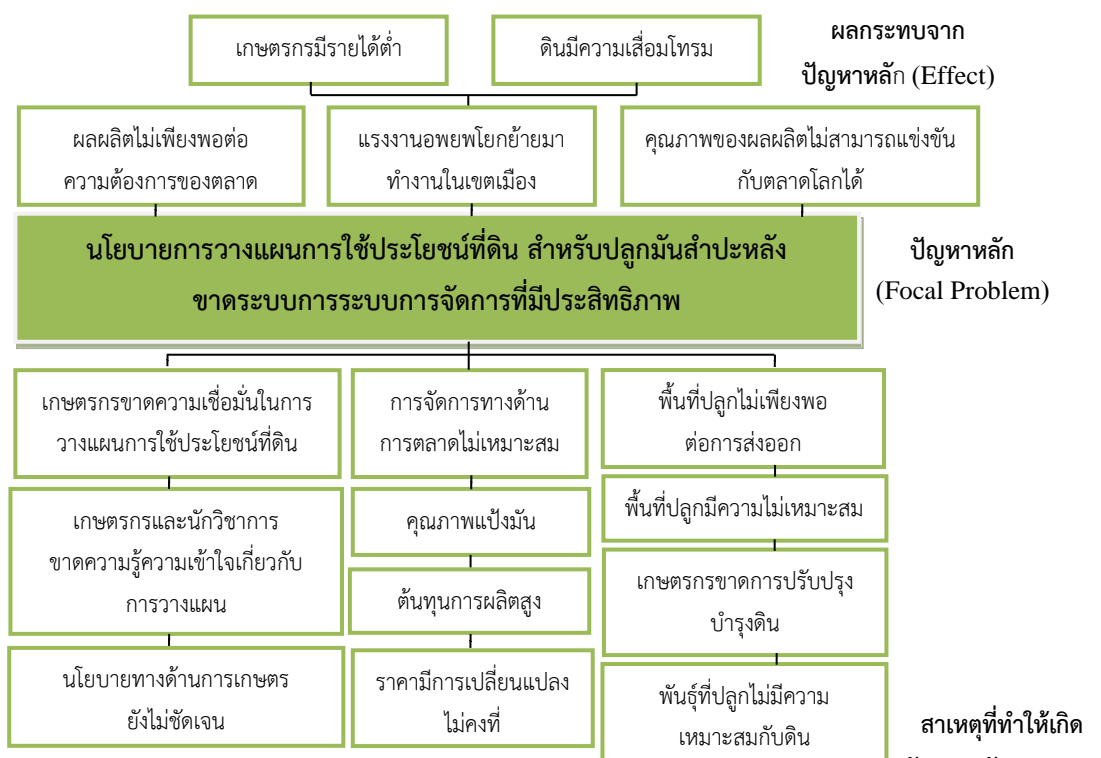 เกษตรกรมีรายได้ต่ำ
ดินมีความเสื่อมโทรม
ผลกระทบจาก
ปัญหาหลัก (Effect)
ผลผลิตไม่เพียงพอต่อ
ความต้องการของตลาด
แรงงานอพยพโยกย้ายมา
ทำงานในเขตเมือง
คุณภาพของผลผลิตไม่สามารถแข่งขัน
กับตลาดโลกได้
นโยบายการวางแผนการใช้ประโยชน์ที่ดิน สำหรับปลูกมันสำปะหลัง
ขาดระบบการระบบการจัดการที่มีประสิทธิภาพ
ปัญหาหลัก
(Focal Problem)
เกษตรกรขาดความเชื่อมั่นในการ
วางแผนการใช้ประโยชน์ที่ดิน
เกษตรกรและนักวิชาการ
ขาดความรู้ความเข้าใจเกี่ยวกับ
การวางแผน
นโยบายทางด้านการเกษตร
ยังไม่ชัดเจน
การจัดการทางด้าน
การตลาดไม่เหมาะสม
คุณภาพแป้งมัน
ต้นทุนการผลิตสูง
ราคามีการเปลี่ยนแปลง
ไม่คงที่
พื้นที่ปลูกไม่เพียงพอ
ต่อการส่งออก
พื้นที่ปลูกมีความไม่เหมาะสม
เกษตรกรขาดการปรับปรุง
บำรุงดิน
พันธุ์ที่ปลูกไม่มีความ
เหมาะสมกับดิน
สาเหตุที่ทำให้เกิด